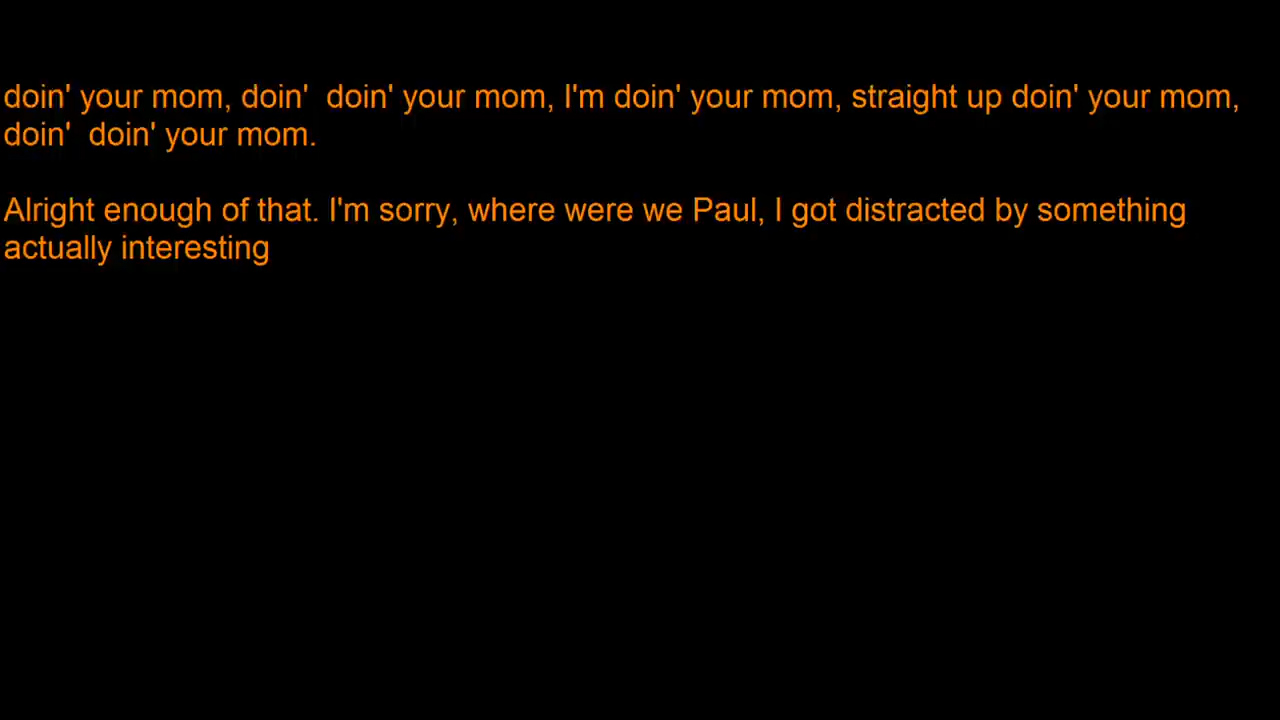 doin' your mom, doin'  doin' your mom, I'm doin' your mom, straight up doin' your mom,
doin'  doin' your mom.
Alright enough of that. I'm sorry, where were we Paul, I got distracted by something
actually interesting